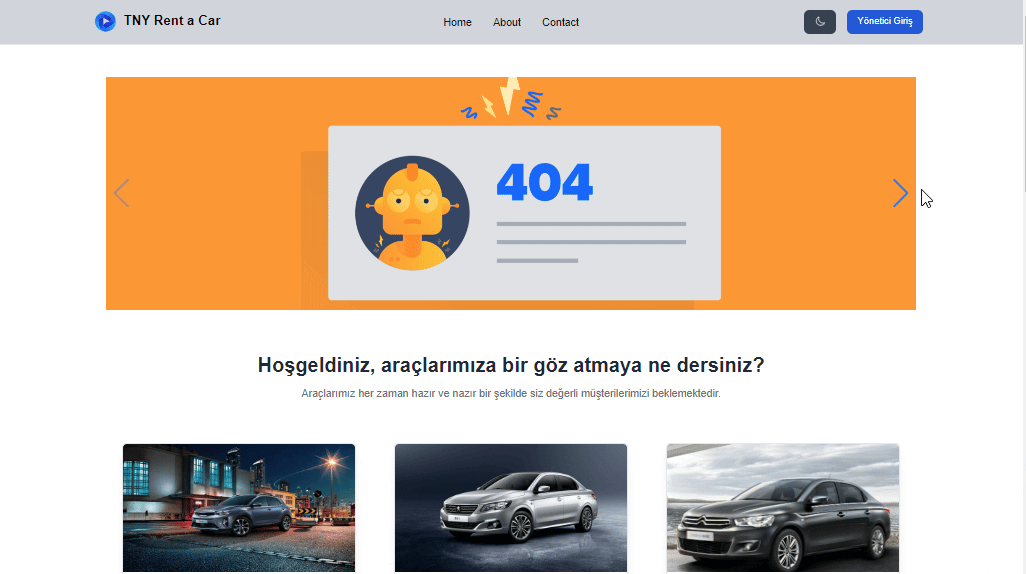 TNY Rent a Car
Home About Contact
Yönetici Giriş
404
Hoşgeldiniz, araçlarımıza bir göz atmaya ne dersiniz?
Araçlarımız her zaman hazır ve nazır bir şekilde siz değerli müşterilerimizi beklemektedir.